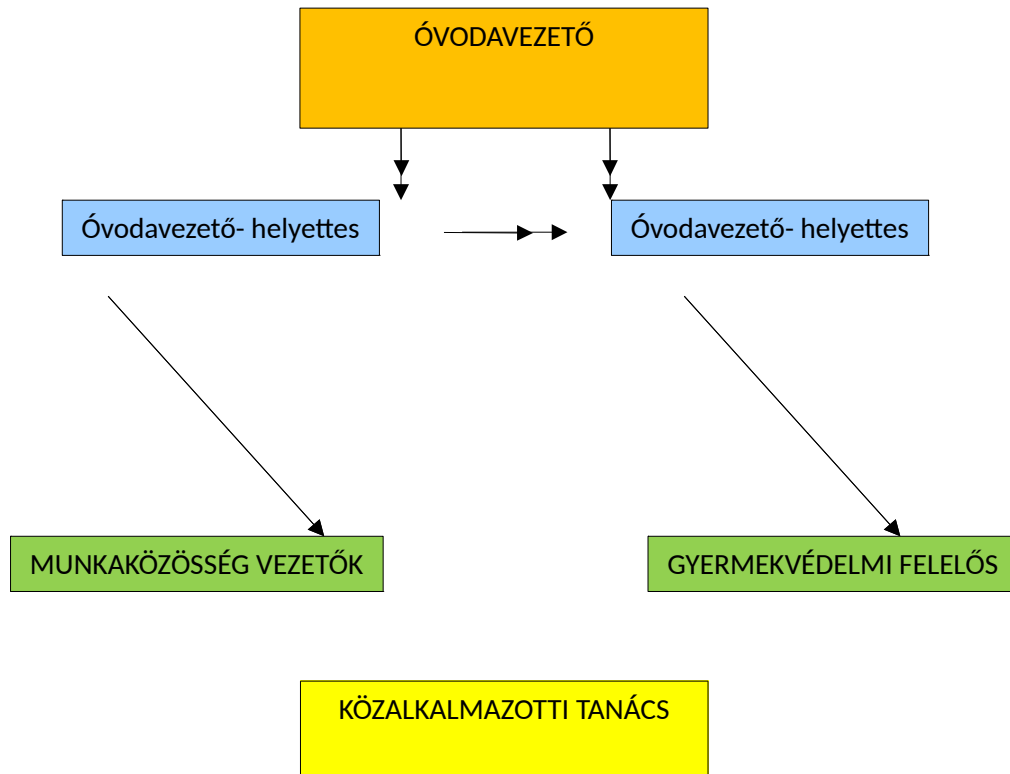 ÓVODAVEZETŐ
Óvodavezető- helyettes
Óvodavezető- helyettes
MUNKAKÖZÖSSÉG VEZETŐK
GYERMEKVÉDELMI FELELŐS
KÖZALKALMAZOTTI TANÁCS